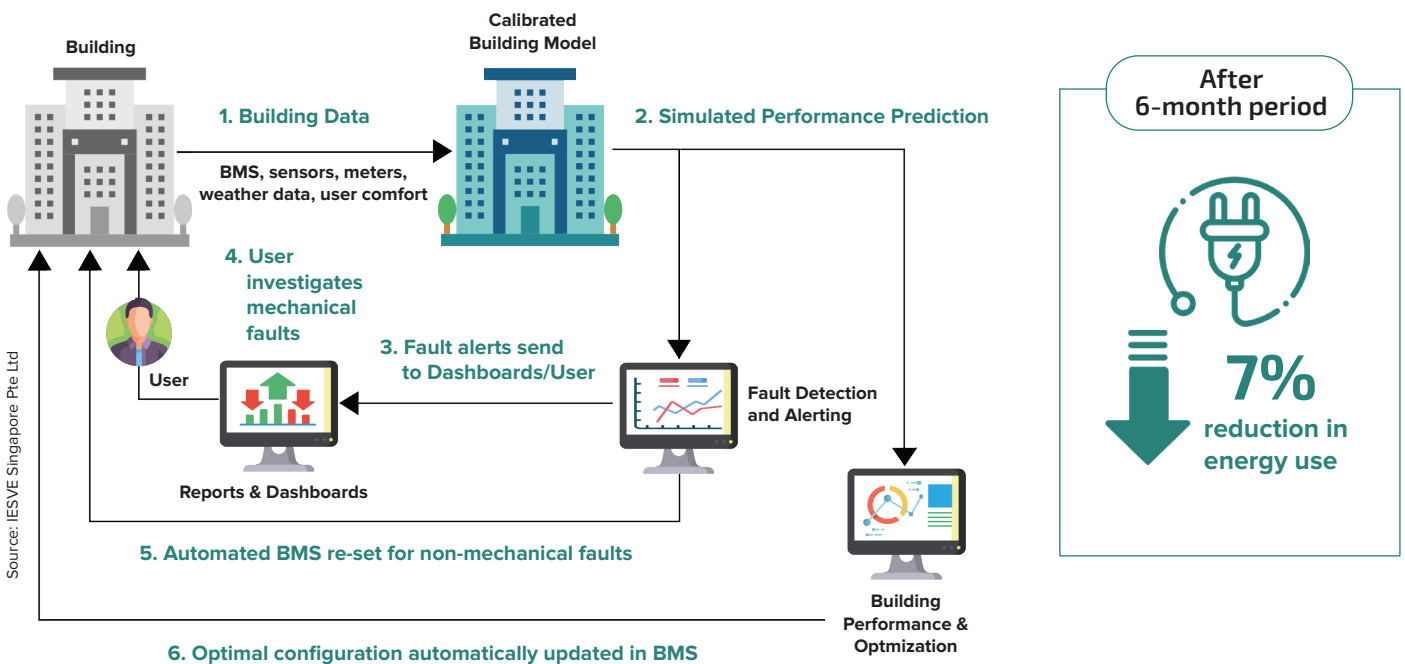 Building
Calibrated
Building Model
1. Building Data
BMS, sensors, meters,
weather data, user comfort
2. Simulated Performance Prediction
4. User
investigates
mechanical
faults
User
3. Fault alerts send
to Dashboards/User
Fault Detection
and Alerting
Reports & Dashboards
5. Automated BMS re-set for non-mechanical faults
Building
Performance &
Optmization
6. Optimal configuration automatically updated in BMS
Source: IESVE Singapore Pte Ltd
After
6-month period
7%
reduction in
energy use